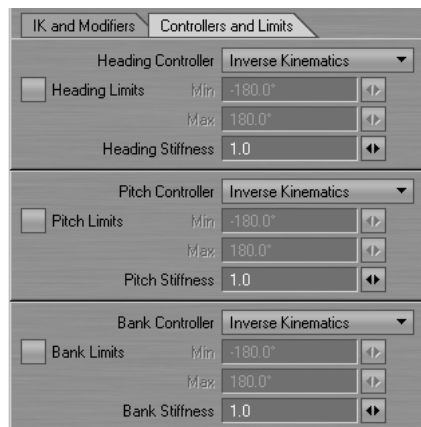 IK and Modifiers Controllers and Limits
Heading Controller Inverse Kinematics
Heading Limits Min -180.0°
Max 180.0°
Heading Stiffness 1.0
Pitch Controller Inverse Kinematics
Pitch Limits Min -180.0°
Max 180.0°
Pitch Stiffness 1.0
Bank Controller Inverse Kinematics
Bank Limits Min -180.0°
Max 180.0°
Bank Stiffness 1.0